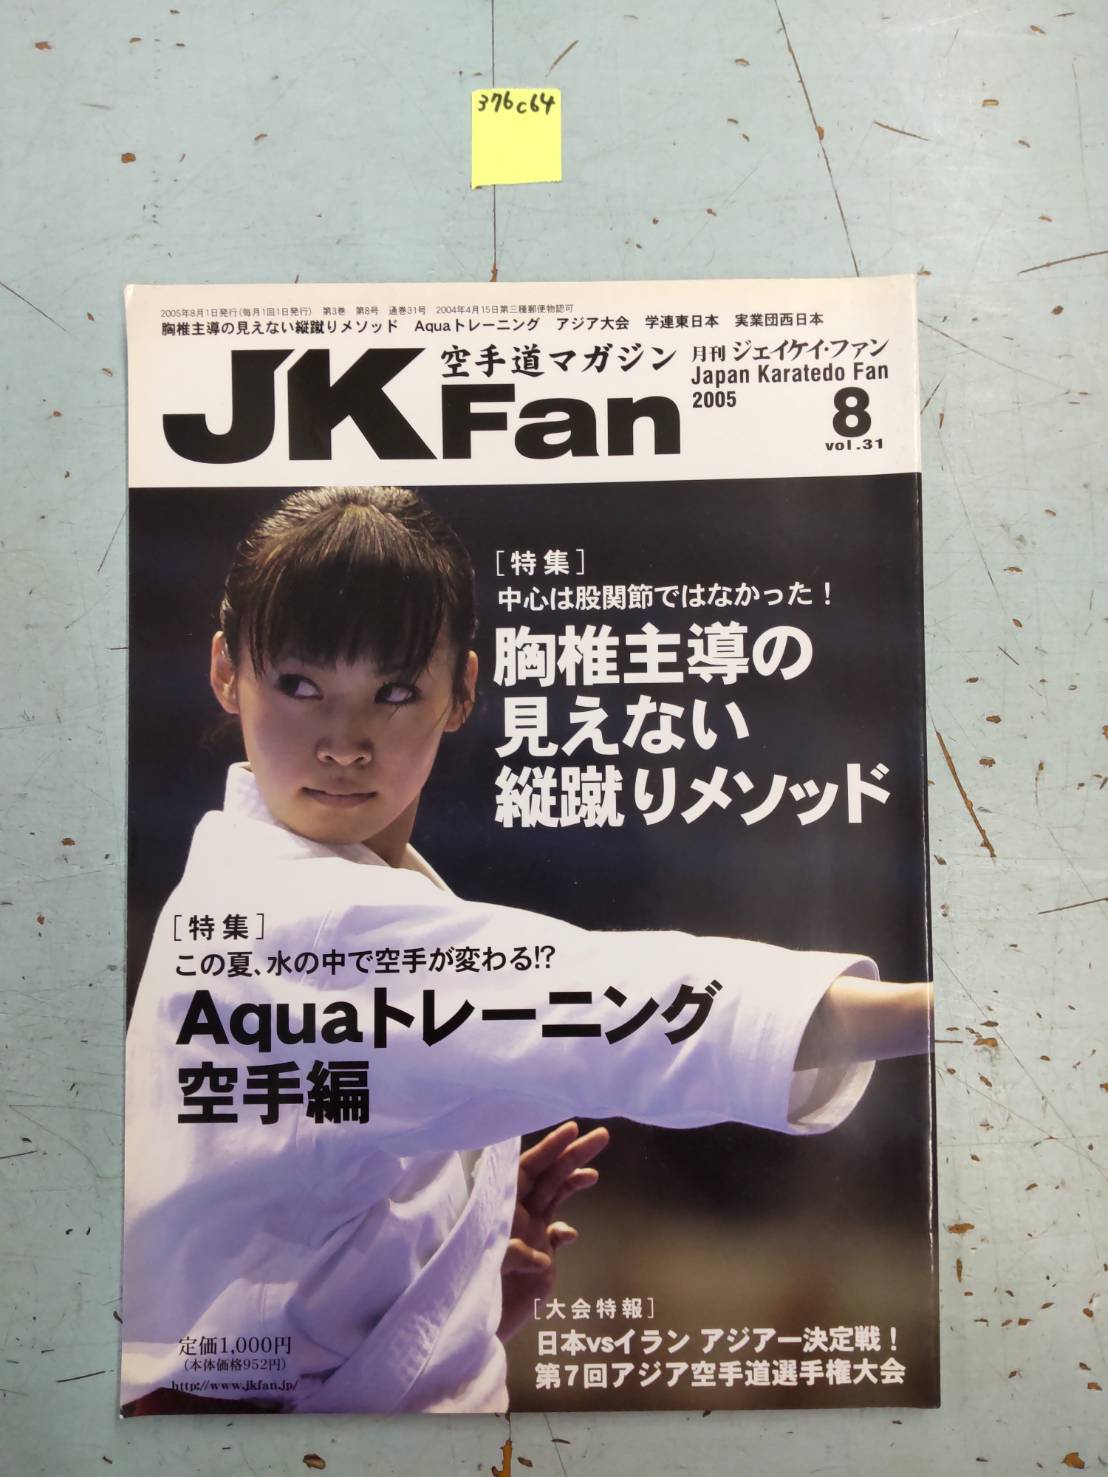 376c64
2005年8月1日発行(毎月1回1日発行) 第3巻 第8号 通巻31号 2004年4月15日第三種郵便物認可
胸椎主導の見えない縦蹴りメソッド Aquaトレーニング アジア大会 学連東日本 実業団西日本
JKFan
空手道マガジン
月刊 ジェイケイ・ファン
Japan Karatedo Fan
2005
8
vol.31
[特集]
中心は股関節ではなかった!
胸椎主導の
見えない
縦蹴りメソッド
[特集]
この夏、水の中で空手が変わる!?
Aquaトレーニング
空手編
定価1,000円
(本体価格952円)
http://www.jkfan.jp/
[大会特報]
日本vsイラン アジア一決定戦!
第7回アジア空手道選手権大会